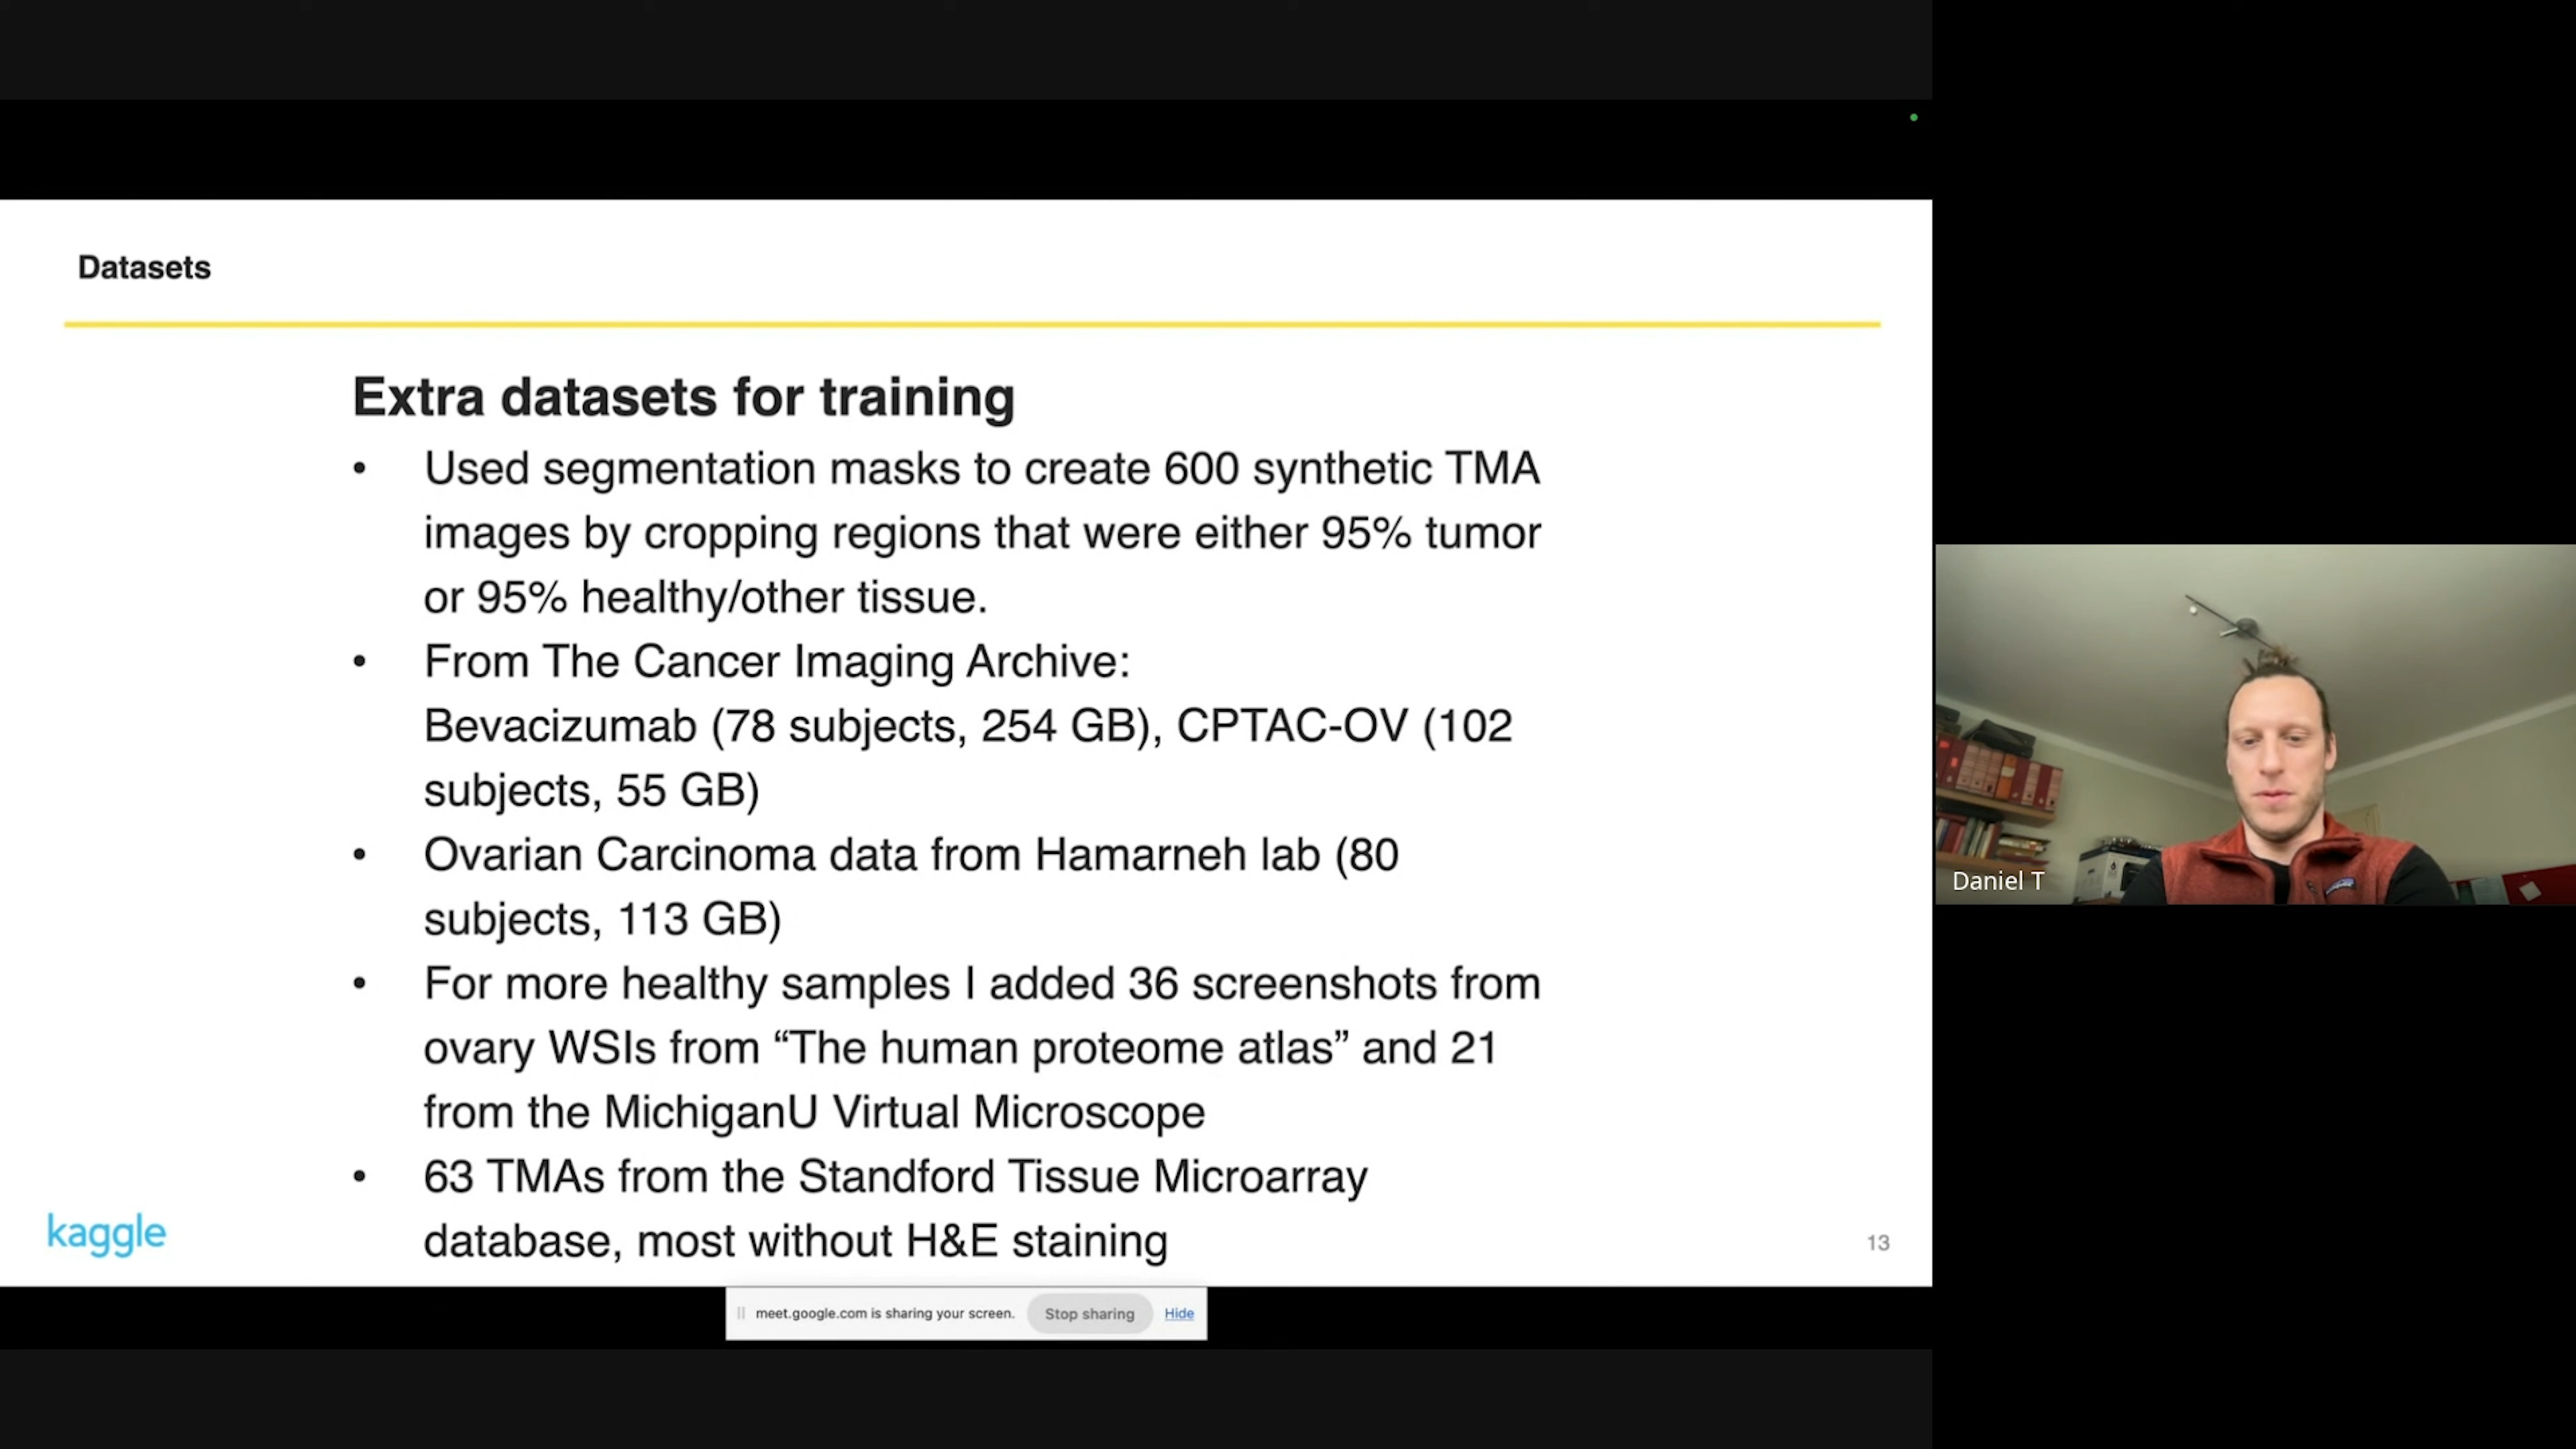 Datasets
Extra datasets for training
• Used segmentation masks to create 600 synthetic TMA
images by cropping regions that were either 95% tumor
or 95% healthy/other tissue.
• From The Cancer Imaging Archive:
Bevacizumab (78 subjects, 254 GB), CPTAC-OV (102
subjects, 55 GB)
• Ovarian Carcinoma data from Hamarneh lab (80
subjects, 113 GB)
• For more healthy samples I added 36 screenshots from
ovary WSIs from “The human proteome atlas” and 21
from the MichiganU Virtual Microscope
• 63 TMAs from the Standford Tissue Microarray
database, most without H&E staining
kaggle
13
meet.google.com is sharing your screen. Stop sharing Hide
Daniel T